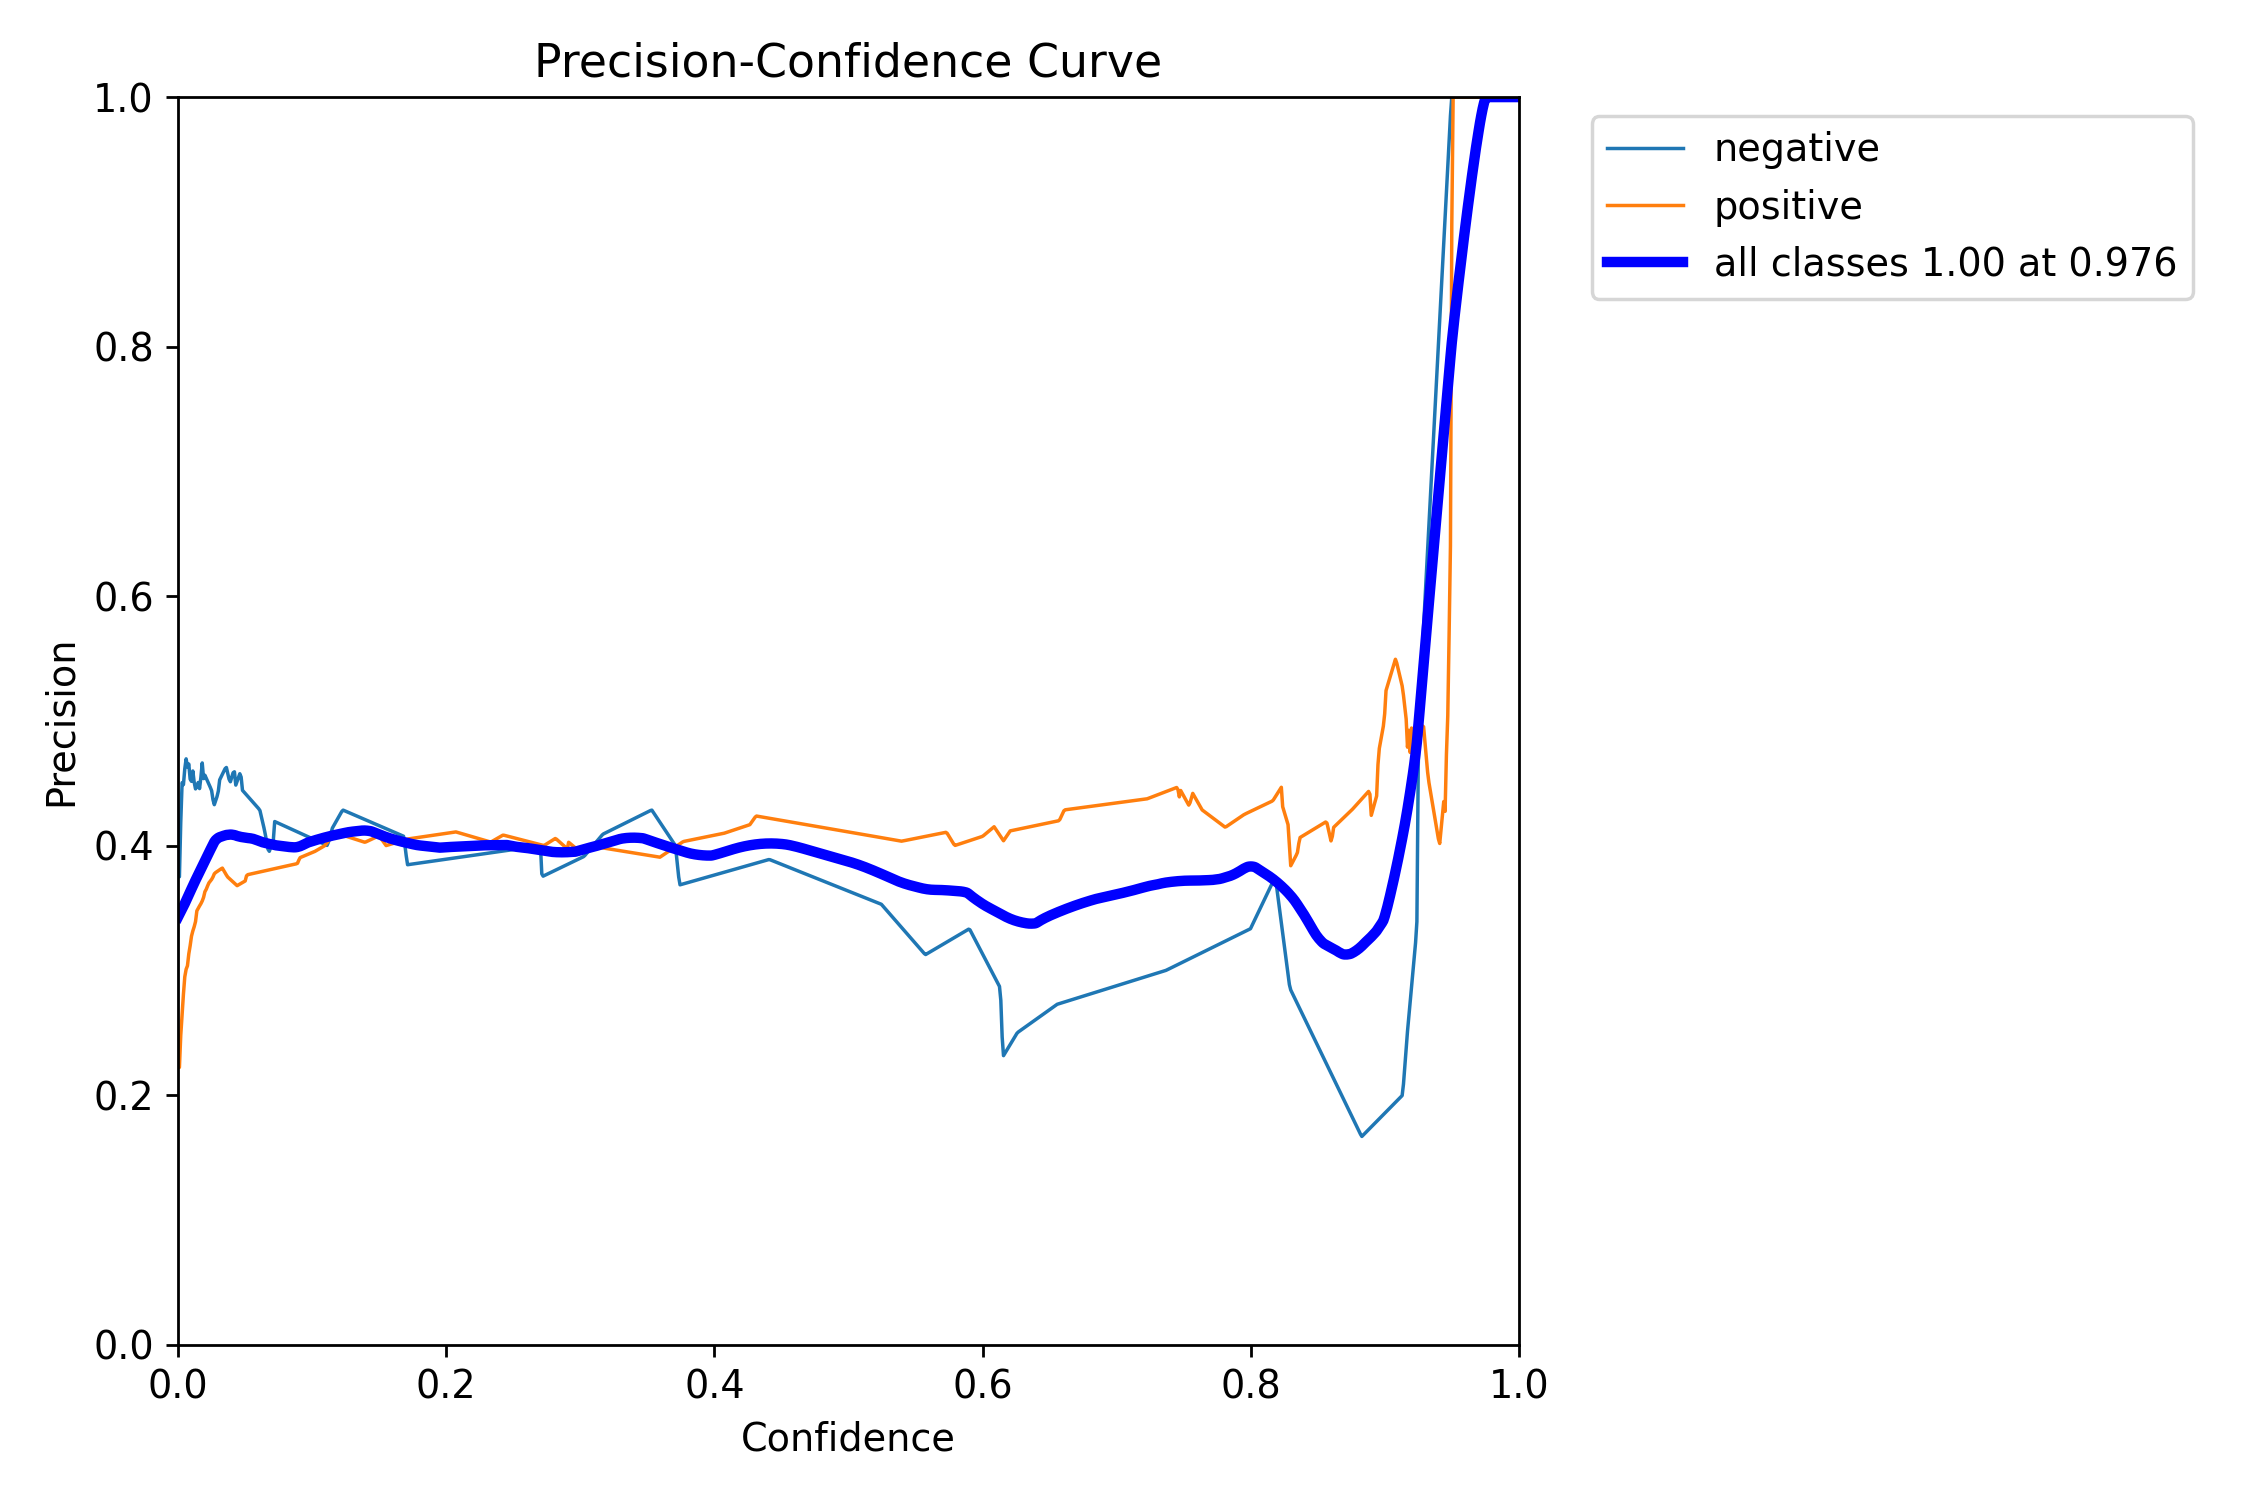 Precision-Confidence Curve
1.0
0.8
0.6
0.4
0.2
0.0
Precision
0.0 0.2 0.4 0.6 0.8 1.0
Confidence
negative
positive
all classes 1.00 at 0.976